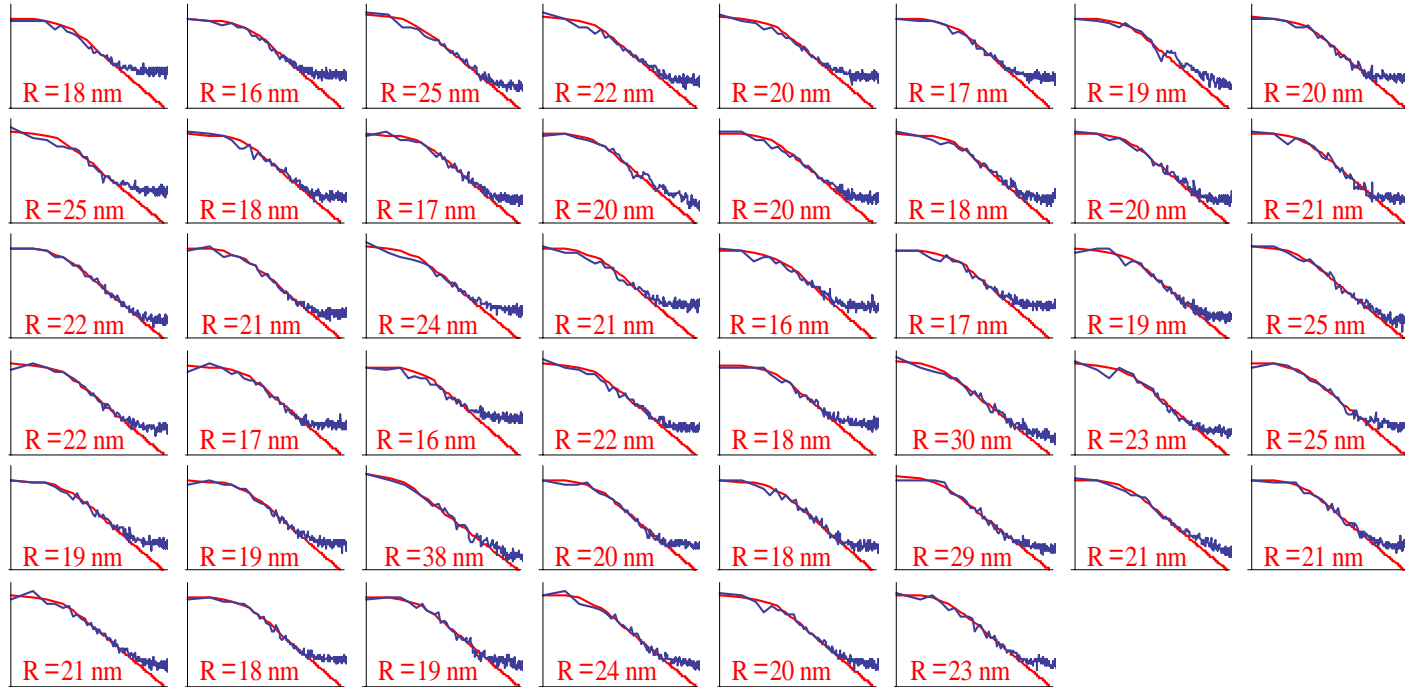 R = 18 nm
R = 16 nm
R = 25 nm
R = 22 nm
R = 20 nm
R = 17 nm
R = 19 nm
R = 20 nm
R = 25 nm
R = 18 nm
R = 17 nm
R = 20 nm
R = 20 nm
R = 18 nm
R = 20 nm
R = 21 nm
R = 22 nm
R = 21 nm
R = 24 nm
R = 21 nm
R = 16 nm
R = 17 nm
R = 19 nm
R = 25 nm
R = 22 nm
R = 17 nm
R = 16 nm
R = 22 nm
R = 18 nm
R = 30 nm
R = 23 nm
R = 25 nm
R = 19 nm
R = 19 nm
R = 38 nm
R = 20 nm
R = 18 nm
R = 29 nm
R = 21 nm
R = 21 nm
R = 21 nm
R = 18 nm
R = 19 nm
R = 24 nm
R = 20 nm
R = 23 nm